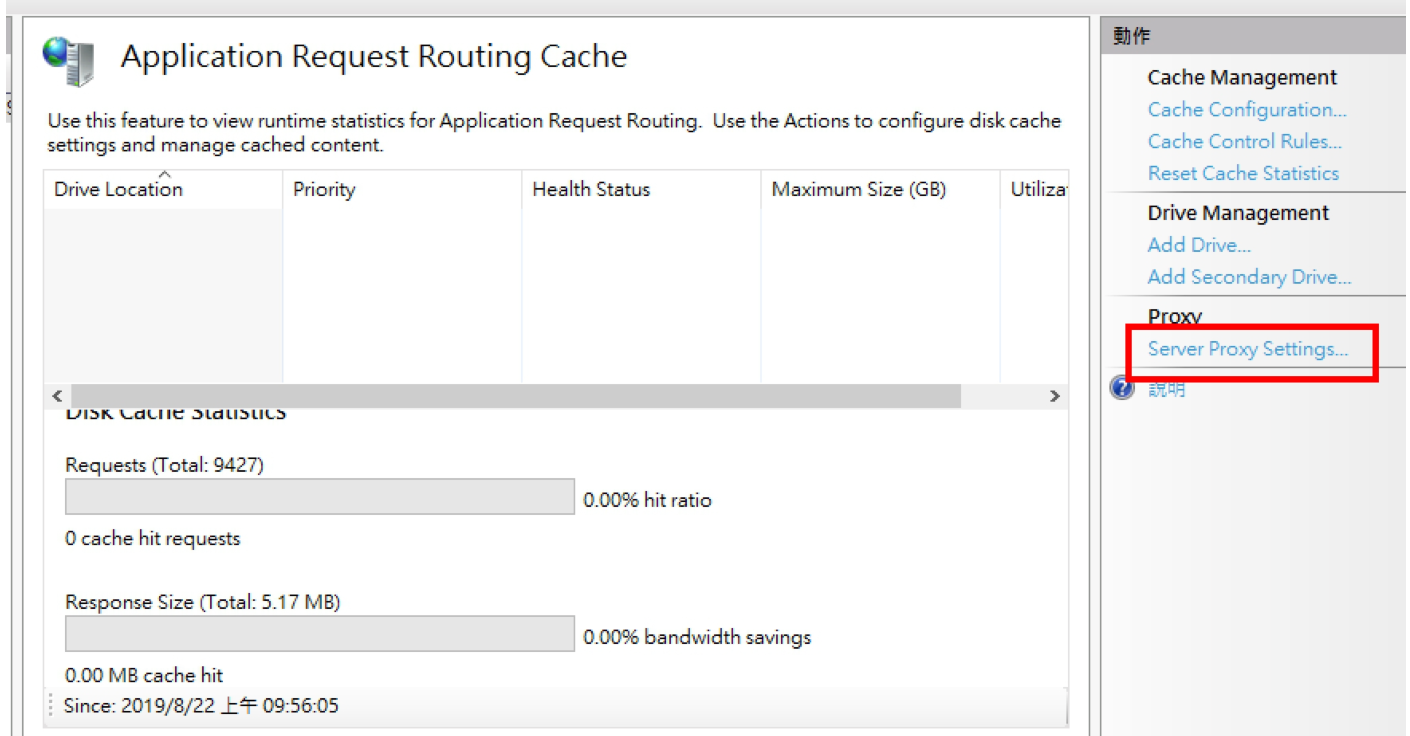 Application Request Routing Cache
Use this feature to view runtime statistics for Application Request Routing. Use the Actions to configure disk cache
settings and manage cached content.
Drive Location Priority Health Status Maximum Size (GB) Utiliza
Disk Cache Statistics
Requests (Total: 9427)
0.00% hit ratio
0 cache hit requests
Response Size (Total: 5.17 MB)
0.00% bandwidth savings
0.00 MB cache hit
Since: 2019/8/22 上午 09:56:05
動作
Cache Management
Cache Configuration...
Cache Control Rules...
Reset Cache Statistics
Drive Management
Add Drive...
Add Secondary Drive...
Proxy
Server Proxy Settings...
說明